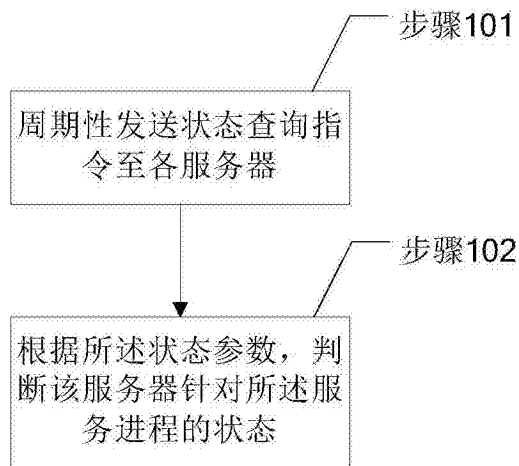 步骤101
周期性发送状态查询指
令至各服务器
步骤102
根据所述状态参数，判
断该服务器针对所述服
务进程的状态